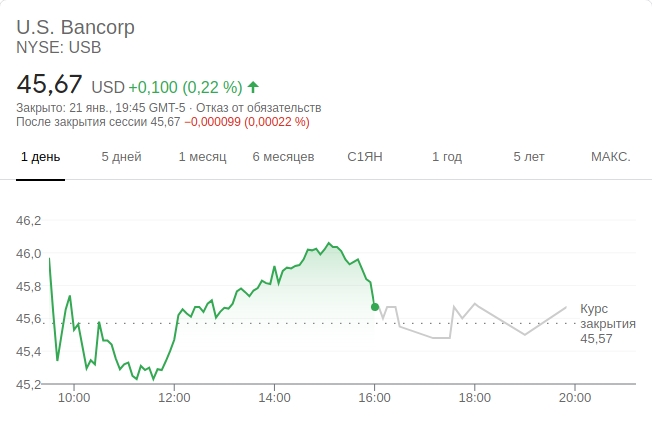 U.S. Bancorp
NYSE: USB
45,67 USD +0,100 (0,22 %)
Закрыто: 21 янв., 19:45 GMT-5 · Отказ от обязательств
После закрытия сессии 45,67 −0,000099 (0,00022 %)
1 день 5 дней 1 месяц 6 месяцев С1ЯН 1 год 5 лет МАКС.
46,2
46,0
45,8
45,6
45,4
45,2
Курс
закрытия
45,57
10:00 12:00 14:00 16:00 18:00 20:00